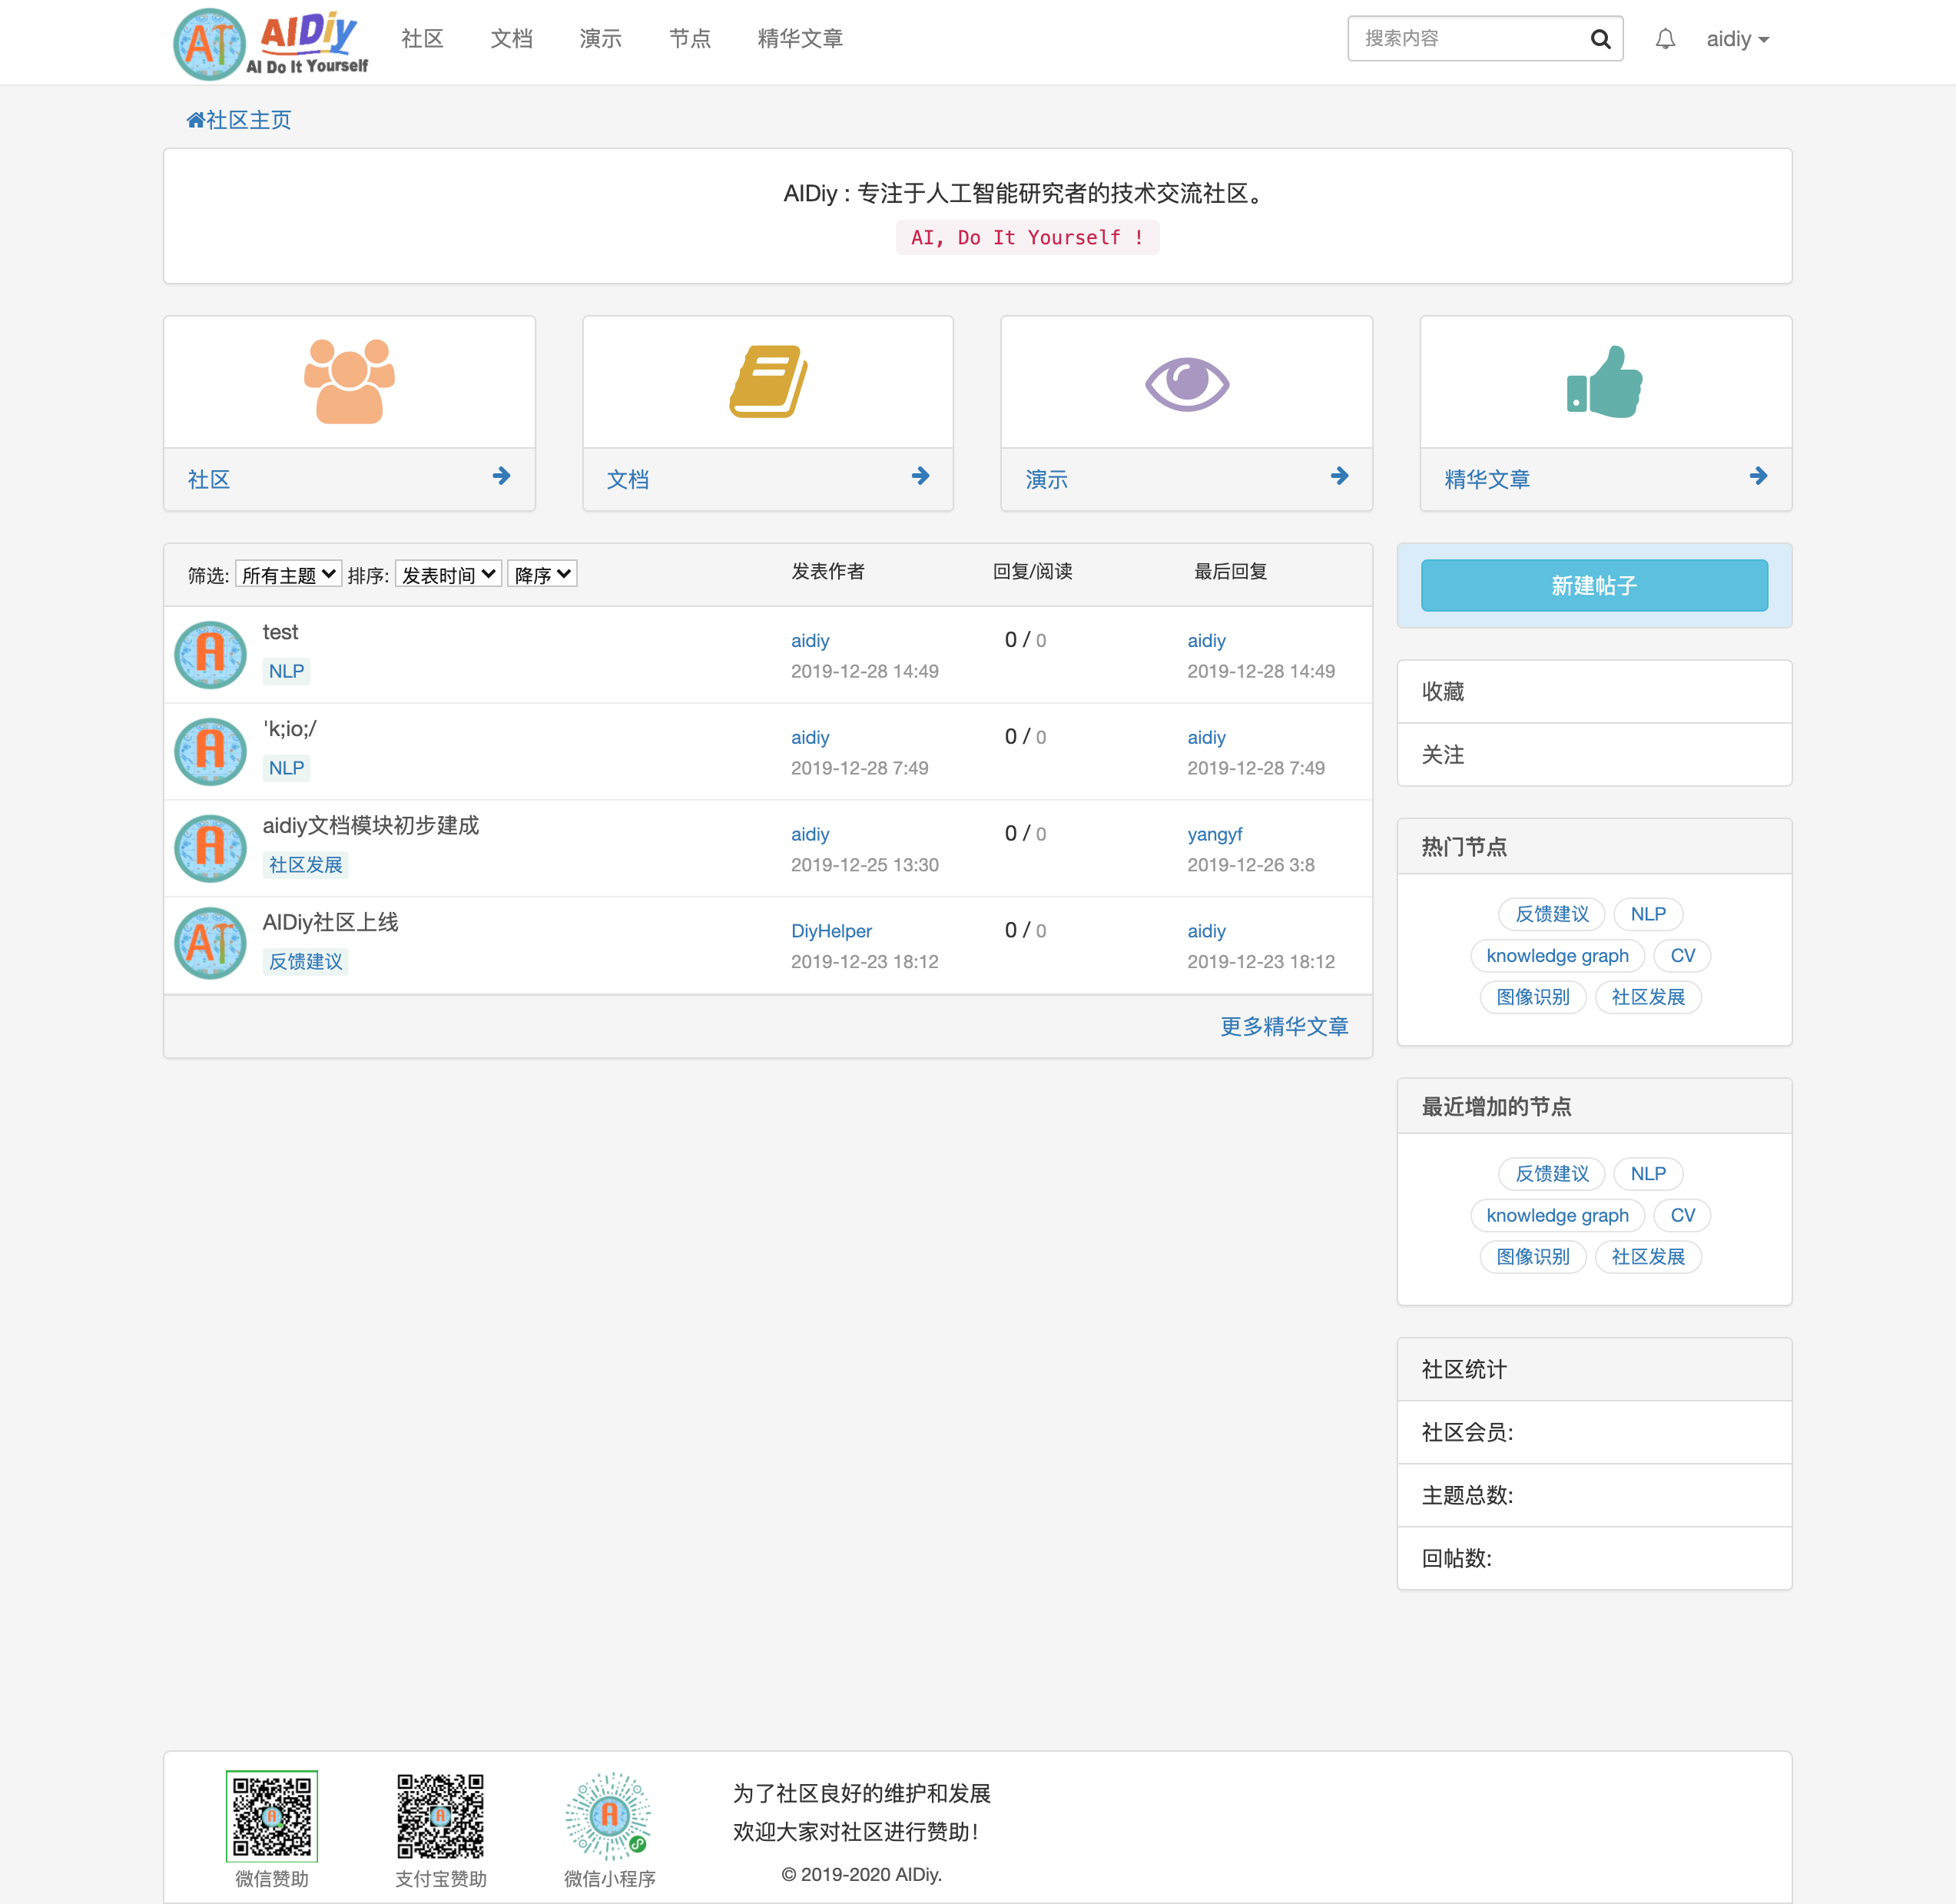 AIDiy
AI Do It Yourself
社区 文档 演示 节点 精华文章
搜索内容
aidiy
社区主页
AIDiy : 专注于人工智能研究者的技术交流社区。
AI, Do It Yourself !
社区
文档
演示
精华文章
筛选: 所有主题 排序: 发表时间 降序 发表作者 回复/阅读 最后回复
test
NLP
aidiy
2019-12-28 14:49
0 / 0
aidiy
2019-12-28 14:49
'k;io;/
NLP
aidiy
2019-12-28 7:49
0 / 0
aidiy
2019-12-28 7:49
aidiy文档模块初步建成
社区发展
aidiy
2019-12-25 13:30
0 / 0
yangyf
2019-12-26 3:8
AIDiy社区上线
反馈建议
DiyHelper
2019-12-23 18:12
0 / 0
aidiy
2019-12-23 18:12
更多精华文章
新建帖子
收藏
关注
热门节点
反馈建议 NLP
knowledge graph CV
图像识别 社区发展
最近增加的节点
反馈建议 NLP
knowledge graph CV
图像识别 社区发展
社区统计
社区会员:
主题总数:
回帖数:
微信赞助
支付宝赞助
微信小程序
为了社区良好的维护和发展
欢迎大家对社区进行赞助!
© 2019-2020 AIDiy.